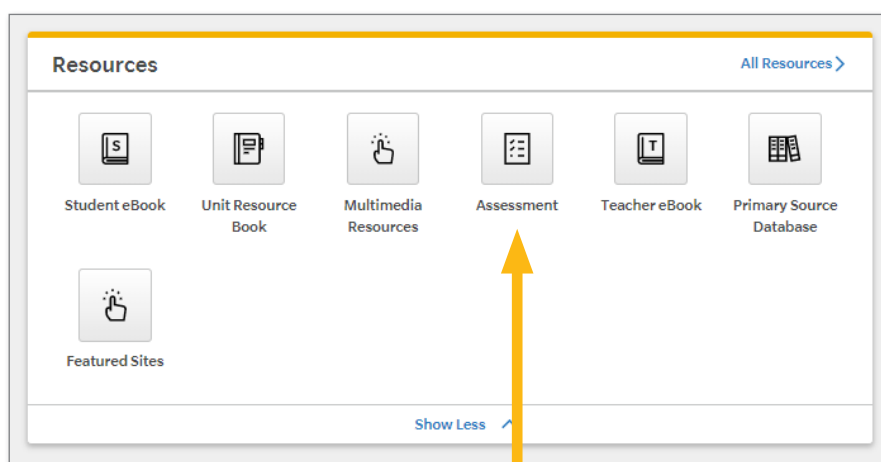 Resources
All Resources
S
T
Student eBook
Unit Resource
Book
Multimedia
Resources
Assessment
Teacher eBook
Primary Source
Database
Featured Sites
Show Less